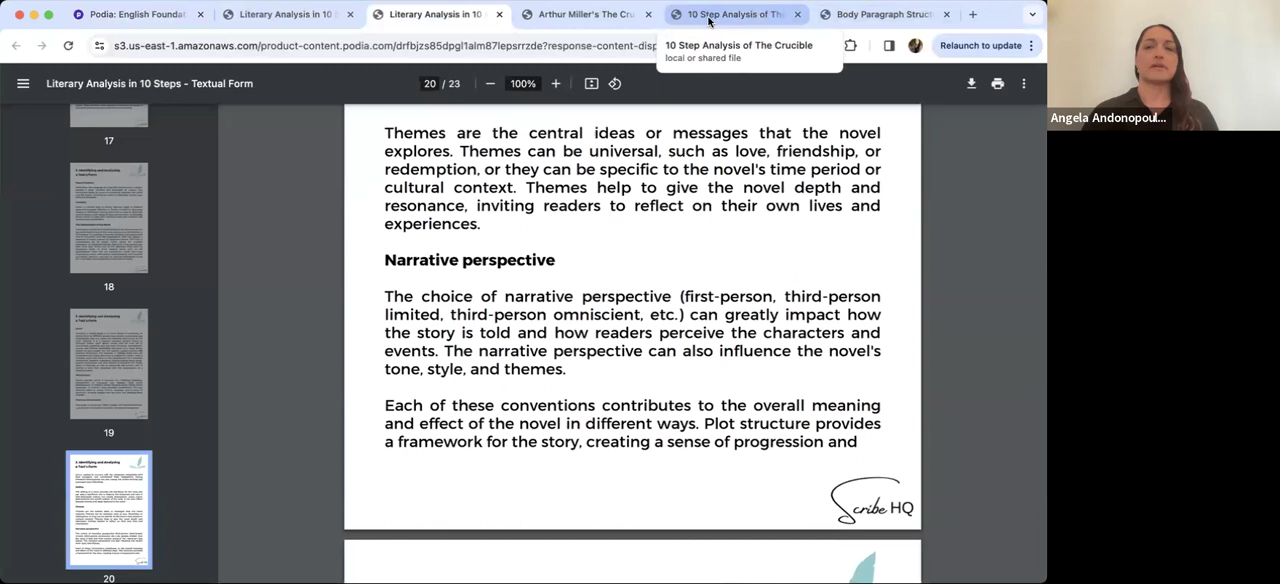 Podia: English Foundat
Literary Analysis in 10
Literary Analysis in 10
Arthur Miller's The Cru
10 Step Analysis of The
Body Paragraph Struct
s3.us-east-1.amazonaws.com/product-content.podia.com/drfbjzs85dpgl1alm87lepsrrzde?response-content-disp
10 Step Analysis of The Crucible
local or shared file
Relaunch to update
Literary Analysis in 10 Steps - Textual Form
20 / 23
100%
Angela Andonopoul...
17
18
19
20
Themes are the central ideas or messages that the novel
explores. Themes can be universal, such as love, friendship, or
redemption, or they can be specific to the novel's time period or
cultural context. Themes help to give the novel depth and
resonance, inviting readers to reflect on their own lives and
experiences.
Narrative perspective
The choice of narrative perspective (first-person, third-person
limited, third-person omniscient, etc.) can greatly impact how
the story is told and how readers perceive the characters and
events. The narrative perspective can also influence the novel's
tone, style, and themes.
Each of these conventions contributes to the overall meaning
and effect of the novel in different ways. Plot structure provides
a framework for the story, creating a sense of progression and
Scribe HQ